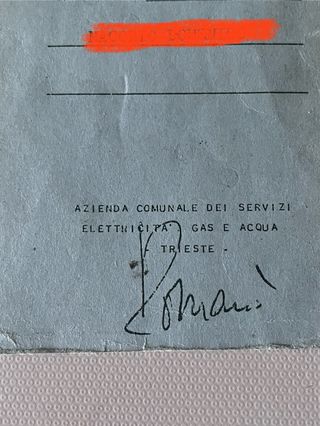 AZIENDA COMUNALE DEI SERVIZI
ELETTRICITA' GAS E ACQUA
- TRIESTE -